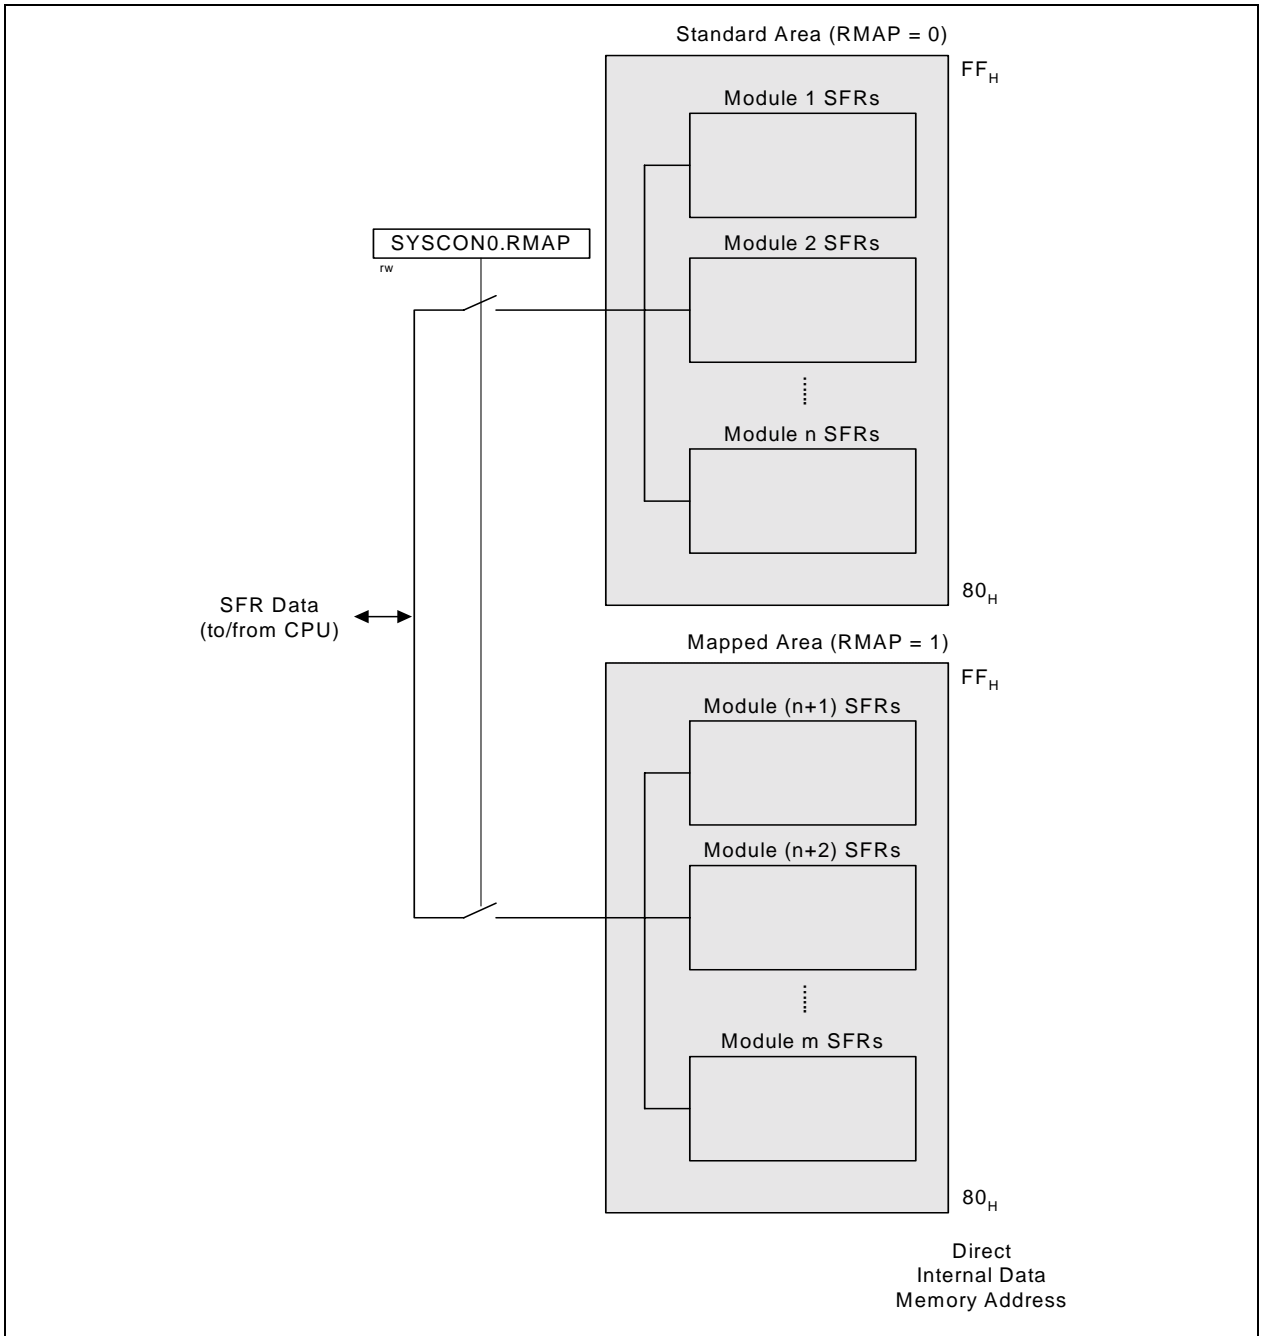 Standard Area (RMAP = 0)
FFH
Module 1 SFRs
SYSCON0.RMAP
rw
Module 2 SFRs
Module n SFRs
80H
SFR Data
(to/from CPU)
Mapped Area (RMAP = 1)
FFH
Module (n+1) SFRs
Module (n+2) SFRs
Module m SFRs
80H
Direct
Internal Data
Memory Address